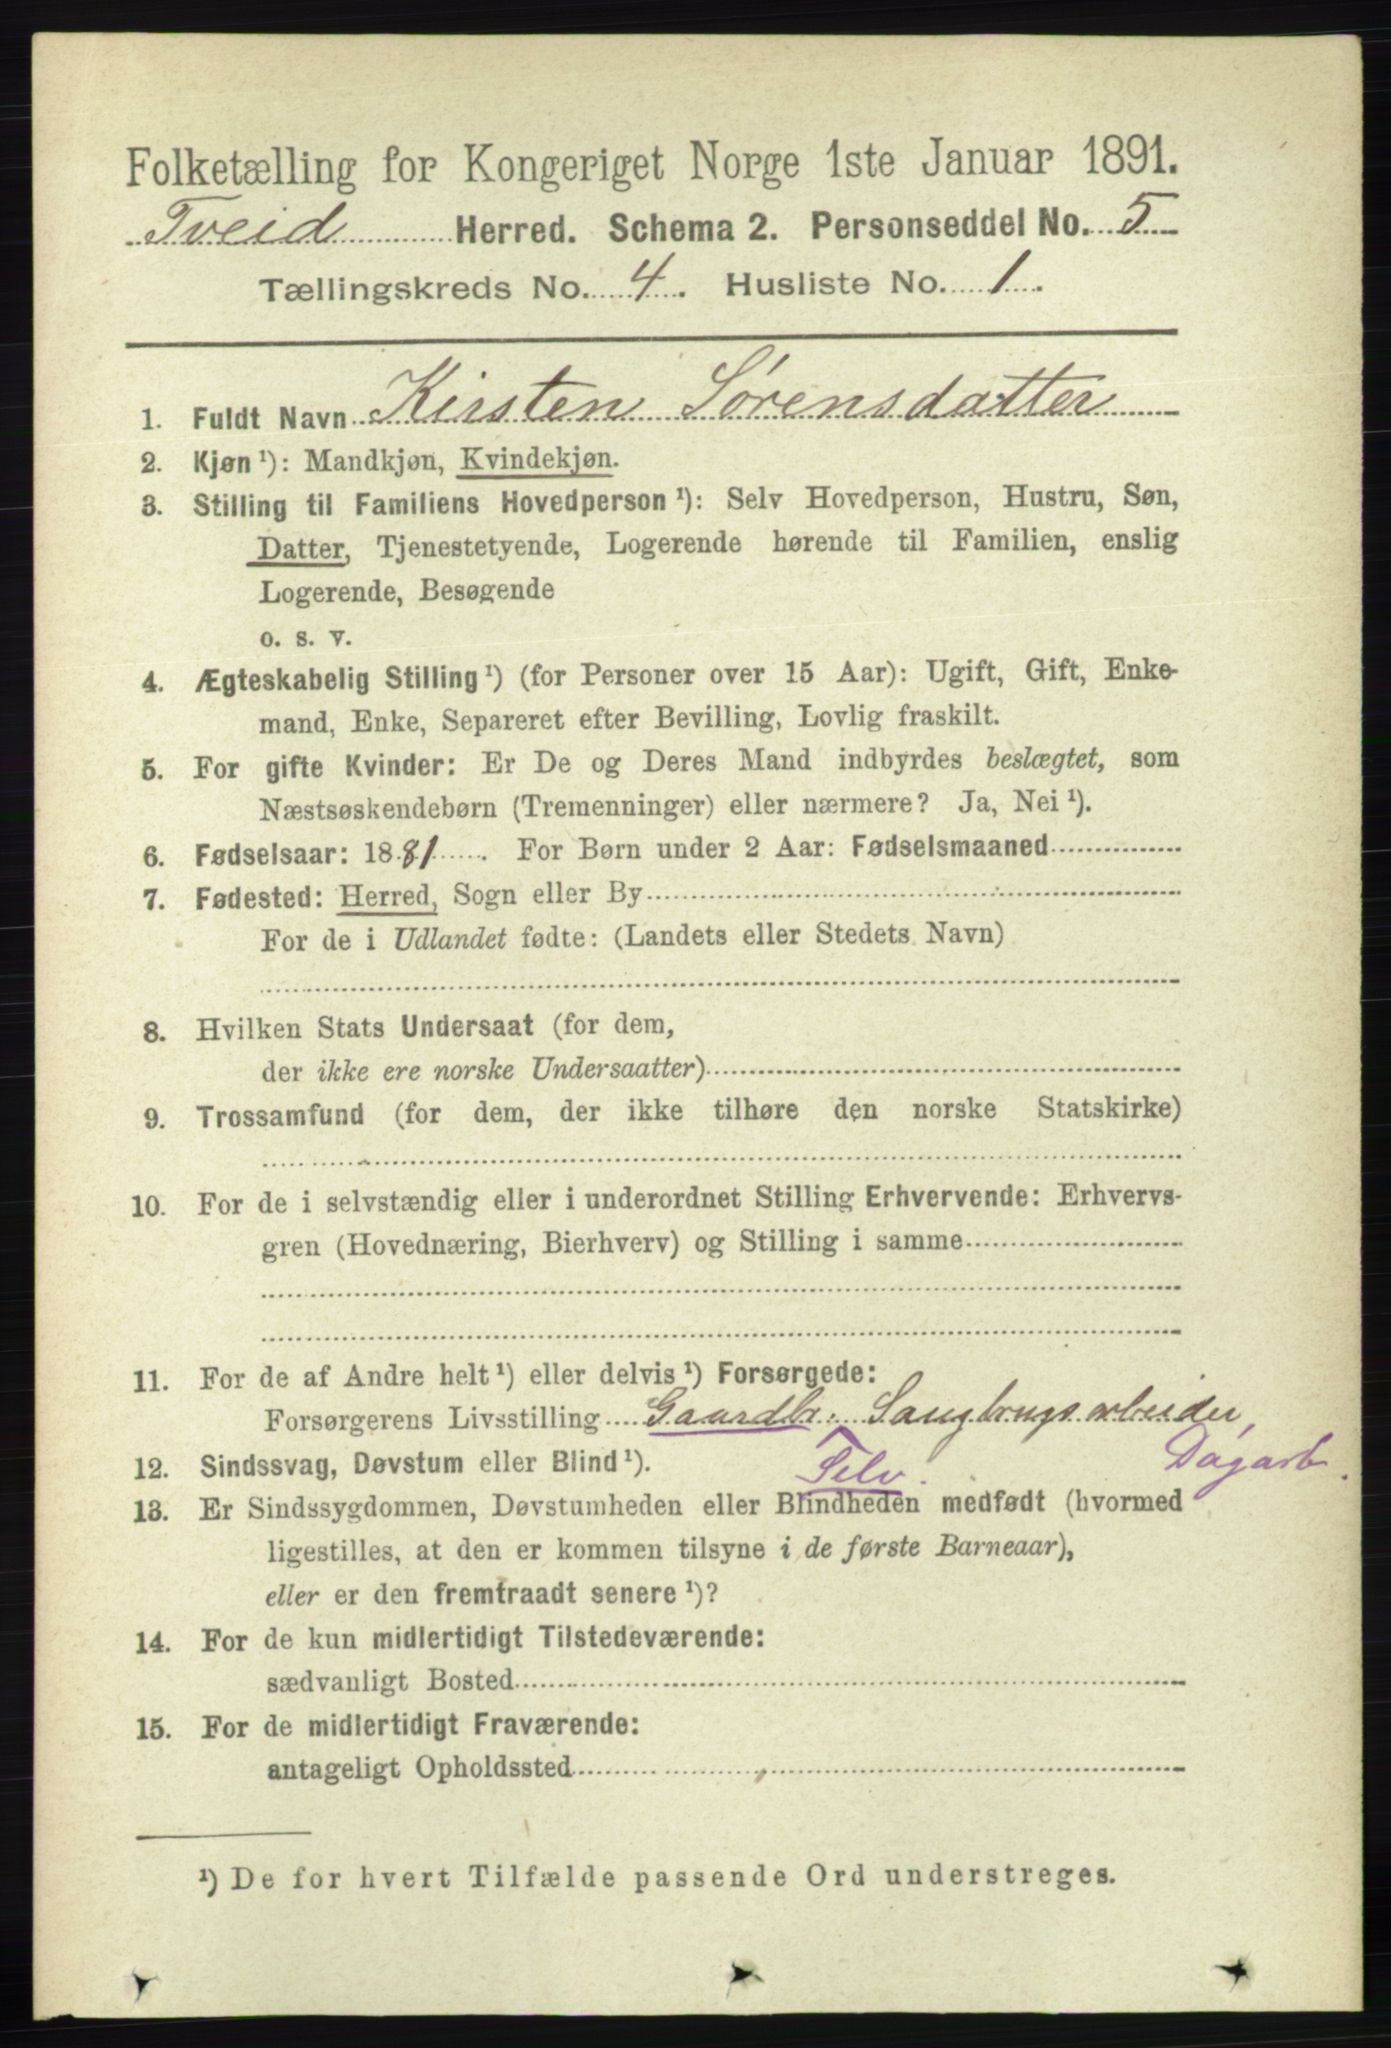 Folketælling for Kongeriget Norge 1ste Januar 1891.
Tveid Herred. Schema 2. Personseddel No. 5
Tællingskreds No. 4. Husliste No. 1.
1. Fuldt Navn Kirsten Sørensdatter
2. Kjøn ¹): Mandkjøn, Kvindekjøn.
3. Stilling til Familiens Hovedperson ¹): Selv Hovedperson, Hustru, Søn,
Datter, Tjenestetyende, Logerende hørende til Familien, enslig
Logerende, Besøgende
o. s. v.
4. Ægteskabelig Stilling ¹) (for Personer over 15 Aar): Ugift, Gift, Enke-
mand, Enke, Separeret efter Bevilling, Lovlig fraskilt.
5. For gifte Kvinder: Er De og Deres Mand indbyrdes beslægtet, som
Næstsøskendebørn (Tremenninger) eller nærmere? Ja, Nei ¹).
6. Fødselsaar: 1881. For Børn under 2 Aar: Fødselsmaaned
7. Fødested: Herred, Sogn eller By
For de i Udlandet fødte: (Landets eller Stedets Navn)
8. Hvilken Stats Undersaat (for dem,
der ikke ere norske Undersaatter)
9. Trossamfund (for dem, der ikke tilhøre den norske Statskirke)
10. For de i selvstændig eller i underordnet Stilling Erhvervende: Erhvervs-
gren (Hovednæring, Bierhverv) og Stilling i samme
11. For de af Andre helt ¹) eller delvis ¹) Forsørgede:
Forsørgerens Livsstilling Gaardbr. Saugbrugsarbeider,
12. Sindssvag, Døvstum eller Blind ¹). Selv. Dagarb.
13. Er Sindssygdommen, Døvstumheden eller Blindheden medfødt (hvormed
ligestilles, at den er kommen tilsyne i de første Barneaar),
eller er den fremtraadt senere ¹)?
14. For de kun midlertidigt Tilstedeværende:
sædvanligt Bosted
15. For de midlertidigt Fraværende:
antageligt Opholdssted
¹) De for hvert Tilfælde passende Ord understreges.